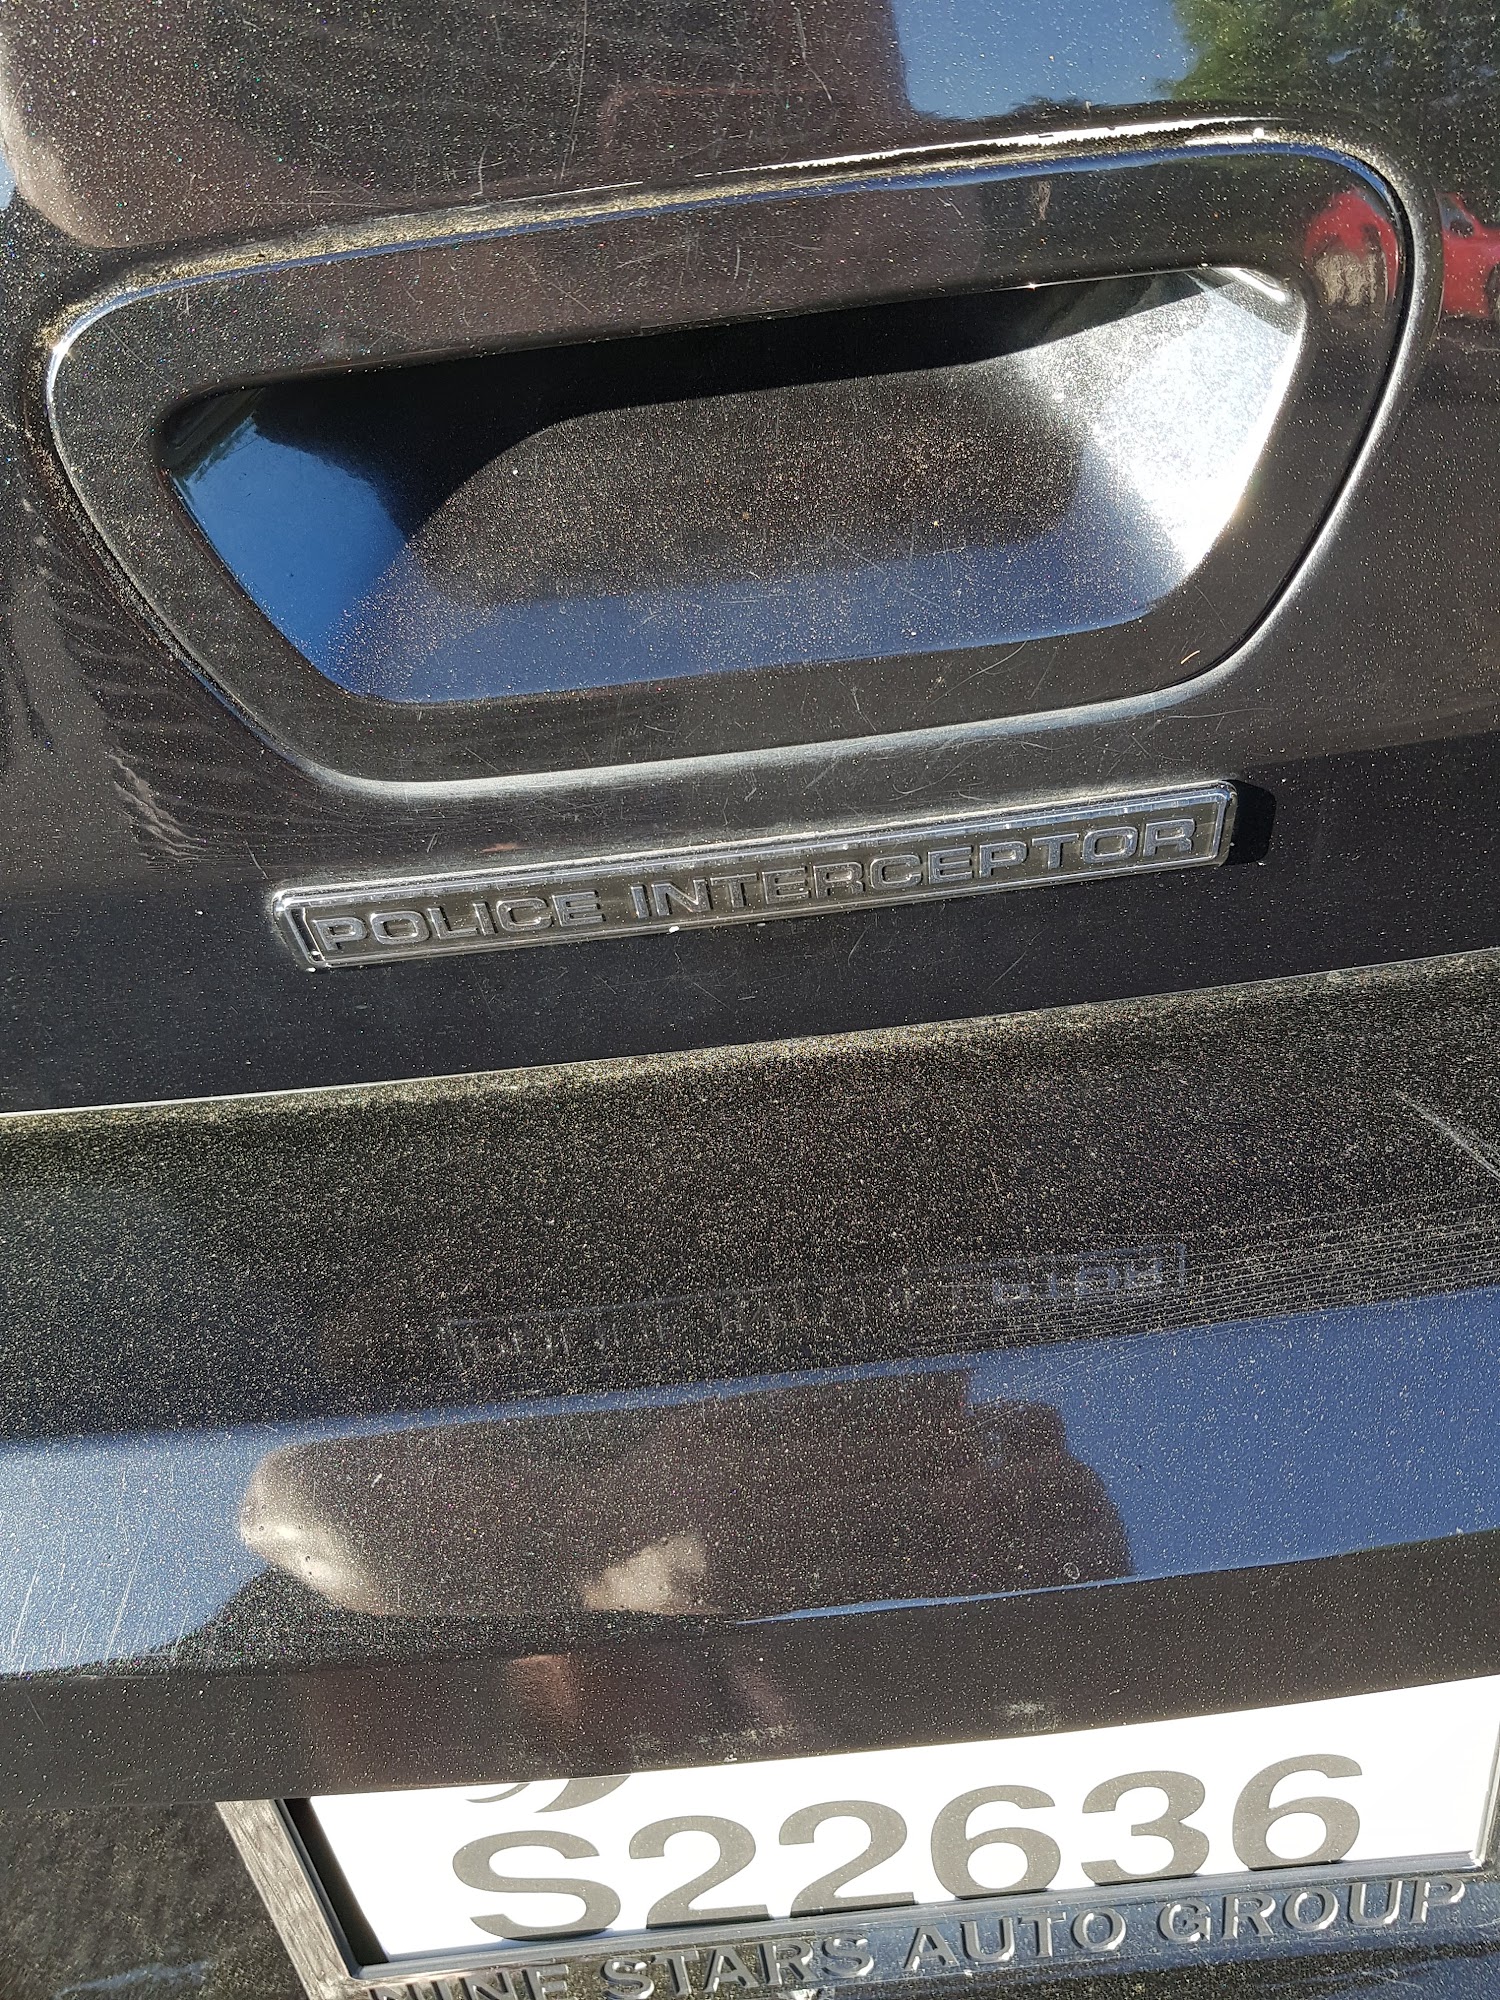 POLICE INTERCEPTOR
S22636
NINE STARS AUTO GROUP